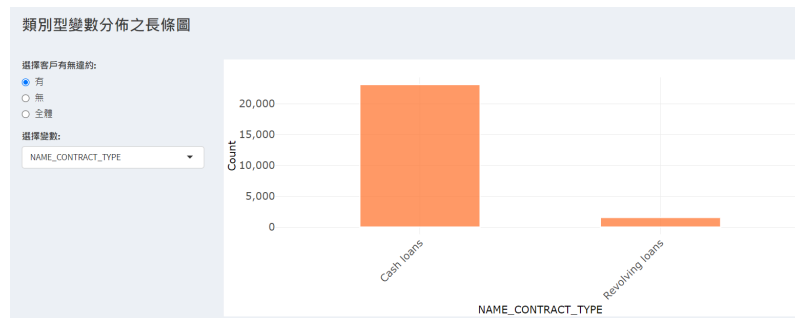 類別型變數分佈之長條圖
選擇客戶有無違約:
有
無
全體
選擇變數:
NAME_CONTRACT_TYPE
Count
20,000
15,000
10,000
5,000
0
Cash loans
Revolving loans
NAME_CONTRACT_TYPE